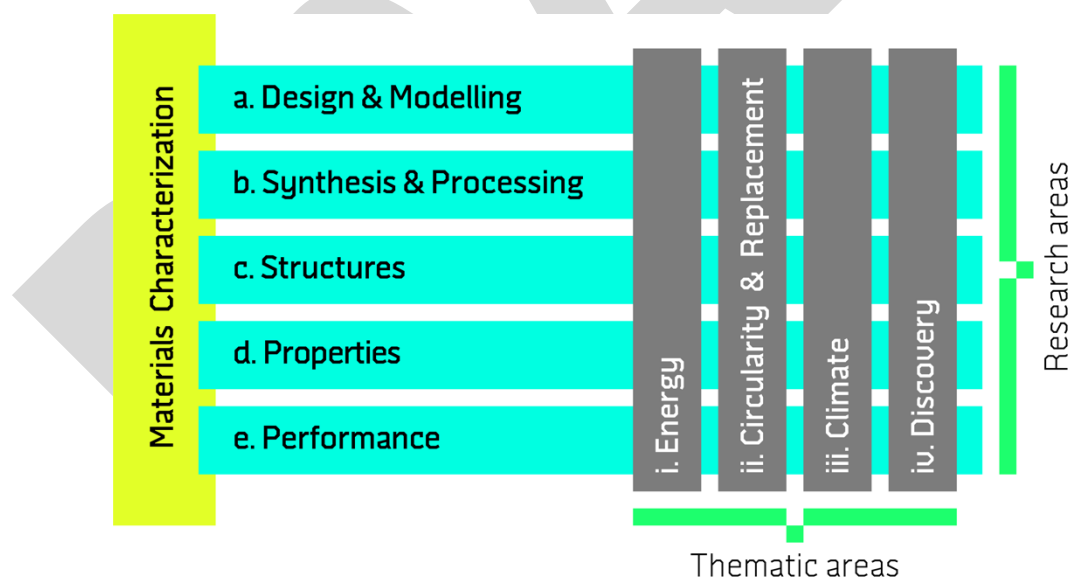 Materials Characterization
a. Design & Modelling
b. Synthesis & Processing
c. Structures
d. Properties
e. Performance
i. Energy
ii. Circularity & Replacement
iii. Climate
iv. Discovery
Research areas
Thematic areas